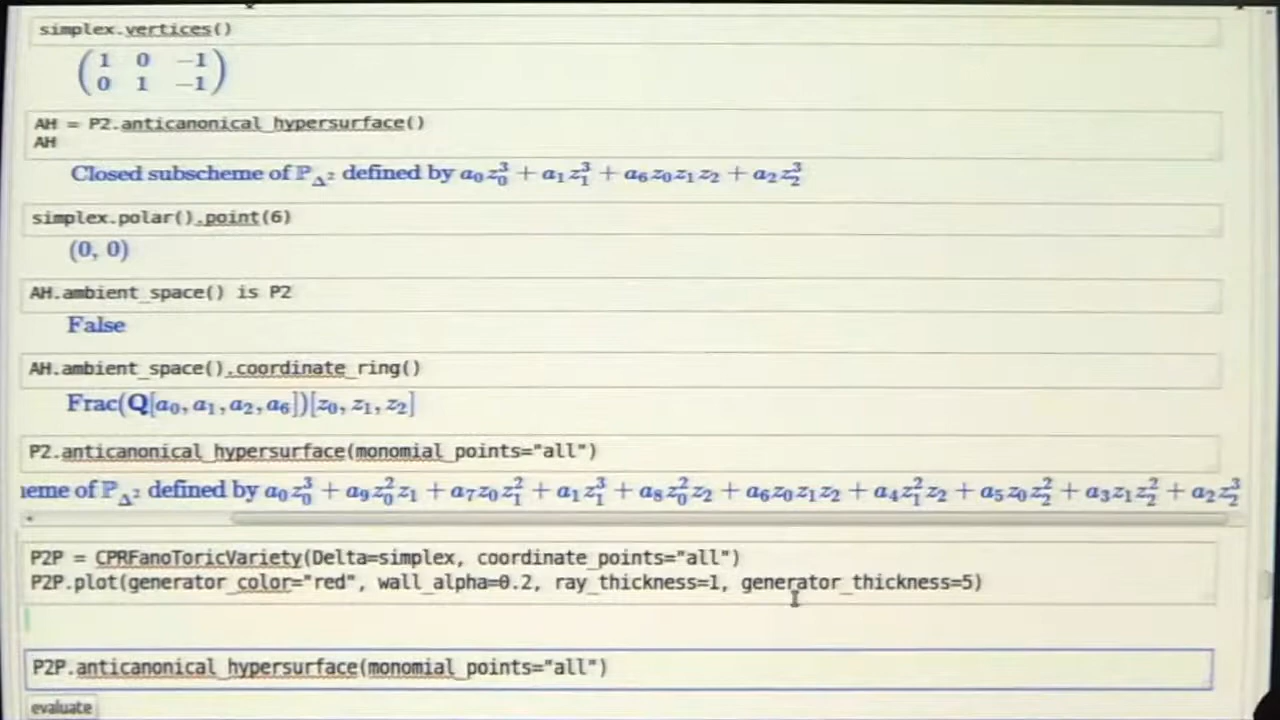 simplex.vertices()
1 0 −1
0 1 −1
AH = P2.anticanonical_hypersurface()
AH
Closed subscheme of ℙ_Δ² defined by a₀z₀³ + a₁z₁³ + a₆z₀z₁z₂ + a₂z₂³
simplex.polar().point(6)
(0, 0)
AH.ambient_space() is P2
False
AH.ambient_space().coordinate_ring()
Frac(Q[a₀, a₁, a₂, a₆])[z₀, z₁, z₂]
P2.anticanonical_hypersurface(monomial_points="all")
eme of ℙ_Δ² defined by a₀z₀³ + a₉z₀²z₁ + a₇z₀z₁² + a₁z₁³ + a₈z₀²z₂ + a₆z₀z₁z₂ + a₄z₁²z₂ + a₅z₀z₂² + a₃z₁z₂² + a₂z₂³
P2P = CPRFanoToricVariety(Delta=simplex, coordinate_points="all")
P2P.plot(generator_color="red", wall_alpha=0.2, ray_thickness=1, generator_thickness=5)
P2P.anticanonical_hypersurface(monomial_points="all")
evaluate